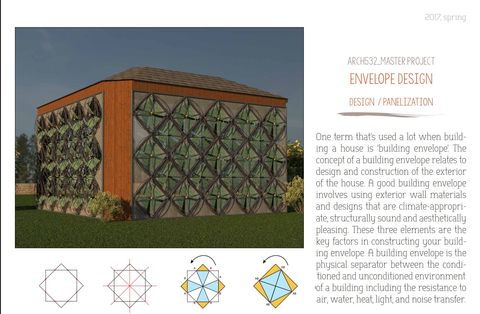 2017, spring
ARCH532_MASTER PROJECT
ENVELOPE DESIGN
DESIGN / PANELIZATION
One term that's used a lot when build-
ing a house is 'building envelope'. The
concept of a building envelope relates to
design and construction of the exterior
of the house. A good building envelope
involves using exterior wall materials
and designs that are climate-appropri-
ate, structurally sound and aesthetically
pleasing. These three elements are the
key factors in constructing your build-
ing envelope. A building envelope is the
physical separator between the condi-
tioned and unconditioned environment
of a building including the resistance to
air, water, heat, light, and noise transfer.